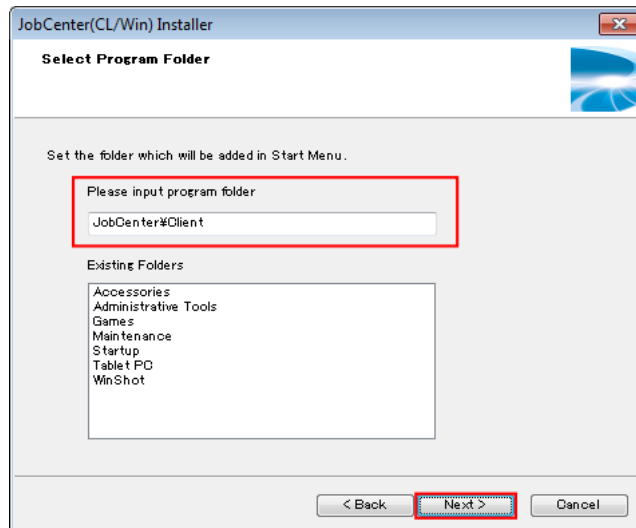 JobCenter(CL/Win) Installer
Select Program Folder
Set the folder which will be added in Start Menu.
Please input program folder
JobCenter¥Client
Existing Folders
Accessories
Administrative Tools
Games
Maintenance
Startup
Tablet PC
WinShot
< Back
Next >
Cancel